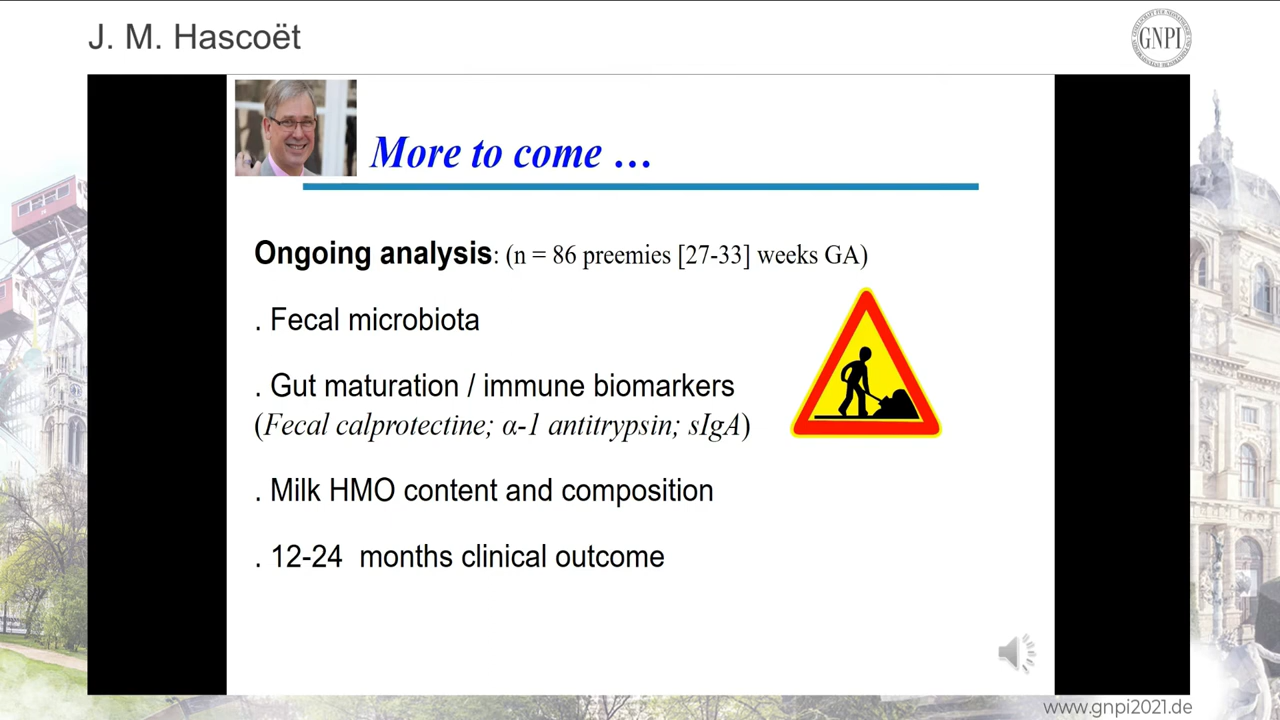 J. M. Hascoët
GNPI
More to come …
Ongoing analysis: (n = 86 preemies [27-33] weeks GA)
. Fecal microbiota
. Gut maturation / immune biomarkers
(Fecal calprotectine; α-1 antitrypsin; sIgA)
. Milk HMO content and composition
. 12-24 months clinical outcome
www.gnpi2021.de